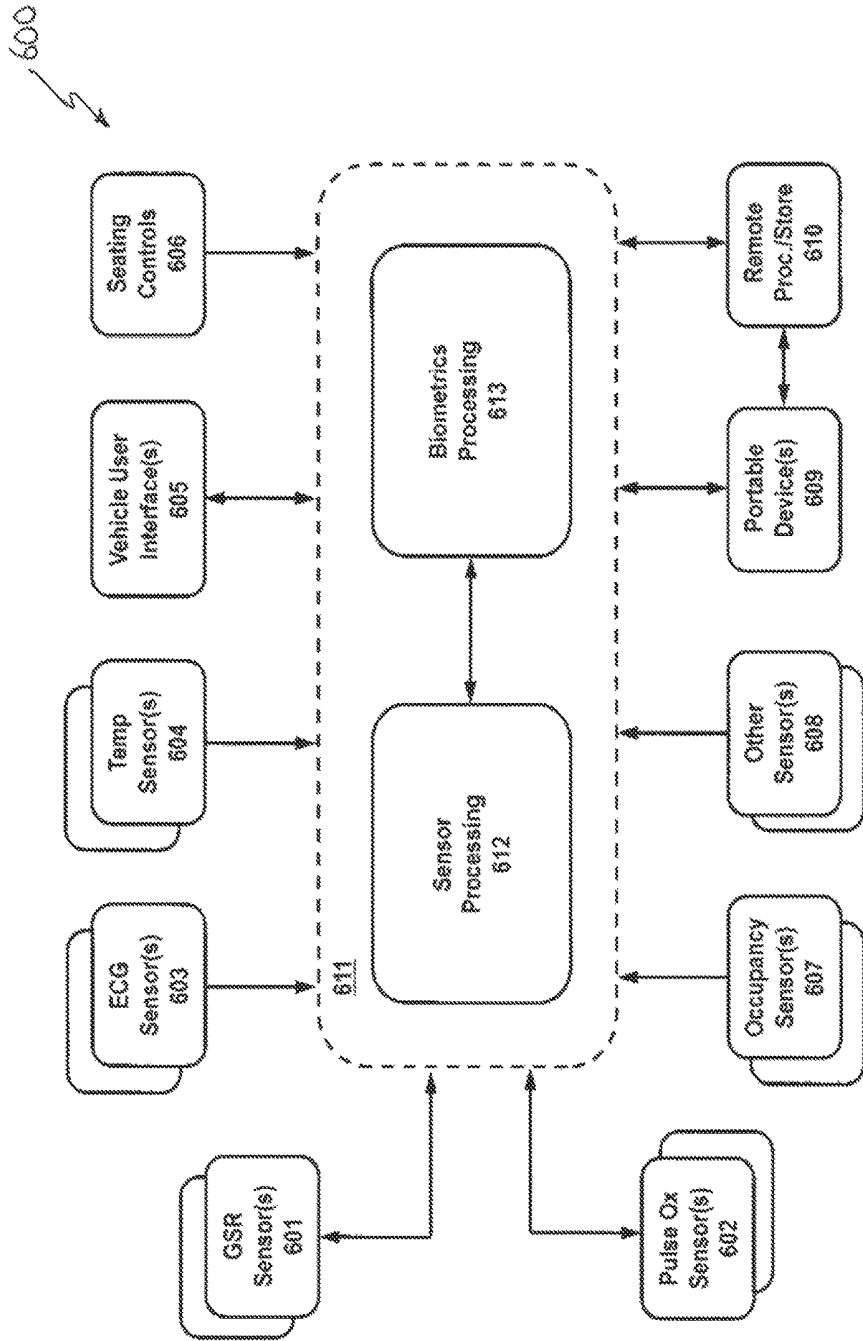 600
GSR
Sensor(s)
601
ECG
Sensor(s)
603
Temp
Sensor(s)
604
Vehicle User
Interface(s)
605
Seating
Controls
606
611
Sensor
Processing
612
Biometrics
Processing
613
Pulse Ox
Sensor(s)
602
Occupancy
Sensor(s)
607
Other
Sensor(s)
608
Portable
Device(s)
609
Remote
Proc./Store
610